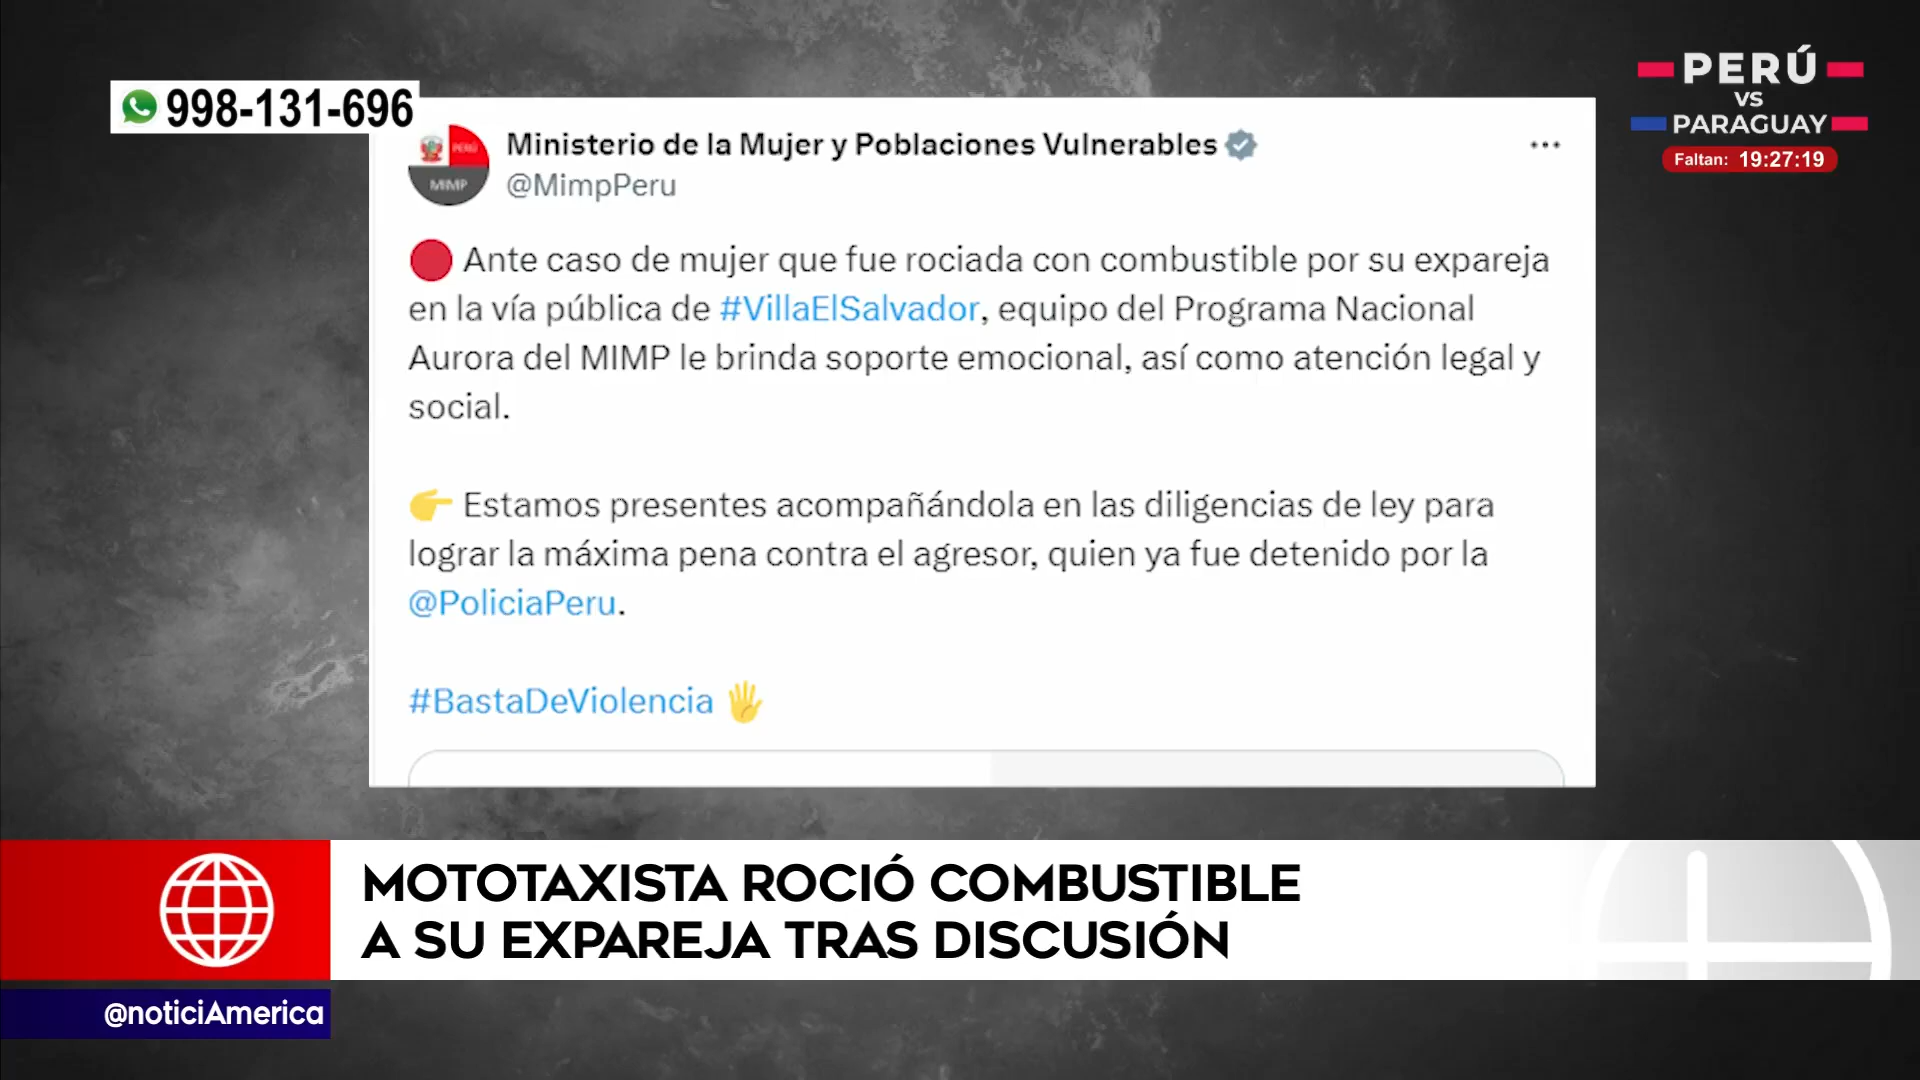 998-131-696
PERÚ
VS
PARAGUAY
Faltan: 19:27:19
PERÚ
MIMP
Ministerio de la Mujer y Poblaciones Vulnerables
@MimpPeru
Ante caso de mujer que fue rociada con combustible por su expareja
en la vía pública de #VillaElSalvador, equipo del Programa Nacional
Aurora del MIMP le brinda soporte emocional, así como atención legal y
social.
Estamos presentes acompañándola en las diligencias de ley para
lograr la máxima pena contra el agresor, quien ya fue detenido por la
@PoliciaPeru.
#BastaDeViolencia
MOTOTAXISTA ROCIÓ COMBUSTIBLE
A SU EXPAREJA TRAS DISCUSIÓN
@noticiAmerica